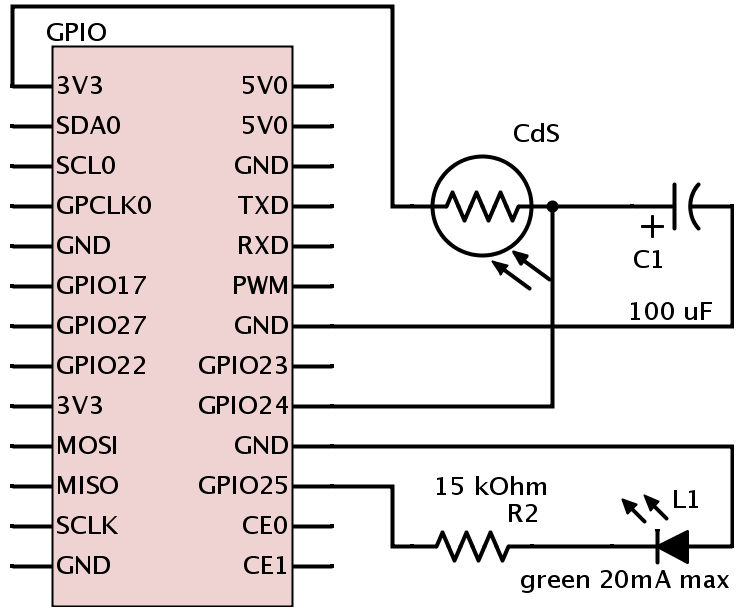 GPIO
3V3 5V0
SDA0 5V0
SCL0 GND
GPCLK0 TXD
GND RXD
GPIO17 PWM
GPIO27 GND
GPIO22 GPIO23
3V3 GPIO24
MOSI GND
MISO GPIO25
SCLK CE0
GND CE1
CdS
+
C1
100 uF
15 kOhm
R2
L1
green 20mA max